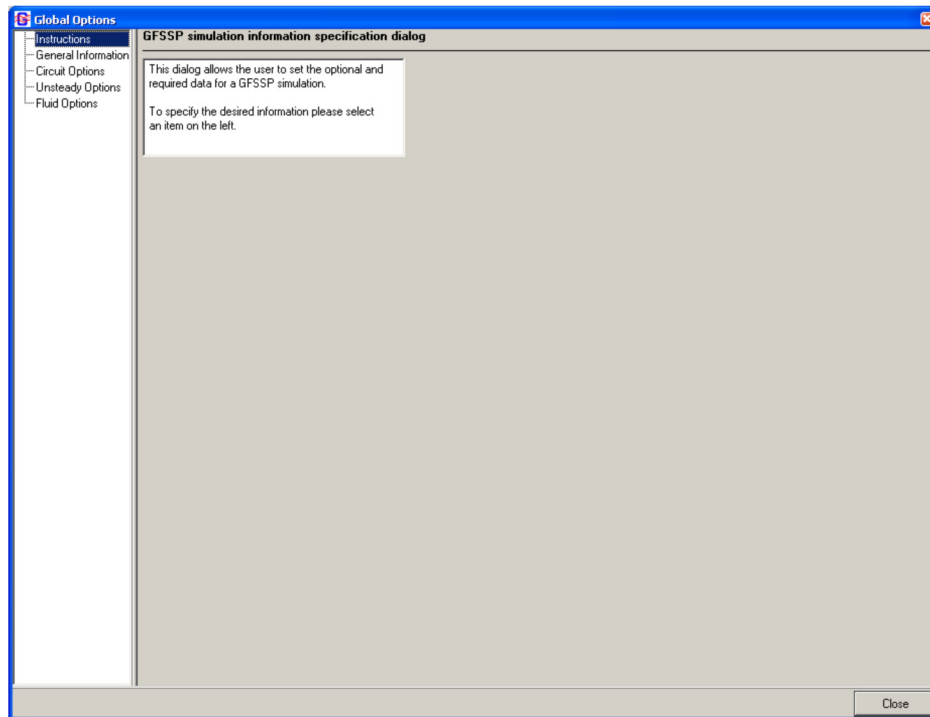 Global Options
Instructions
General Information
Circuit Options
Unsteady Options
Fluid Options
GFSSP simulation information specification dialog
This dialog allows the user to set the optional and
required data for a GFSSP simulation.
To specify the desired information please select
an item on the left.
Close